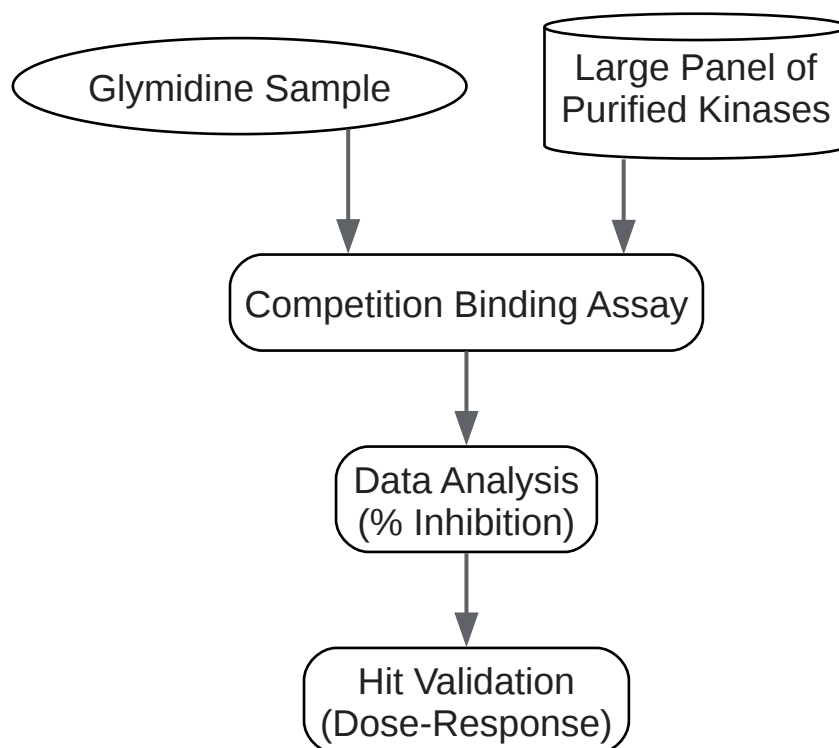 Glymidine Sample
Large Panel of
Purified Kinases
Competition Binding Assay
Data Analysis
(% Inhibition)
Hit Validation
(Dose-Response)